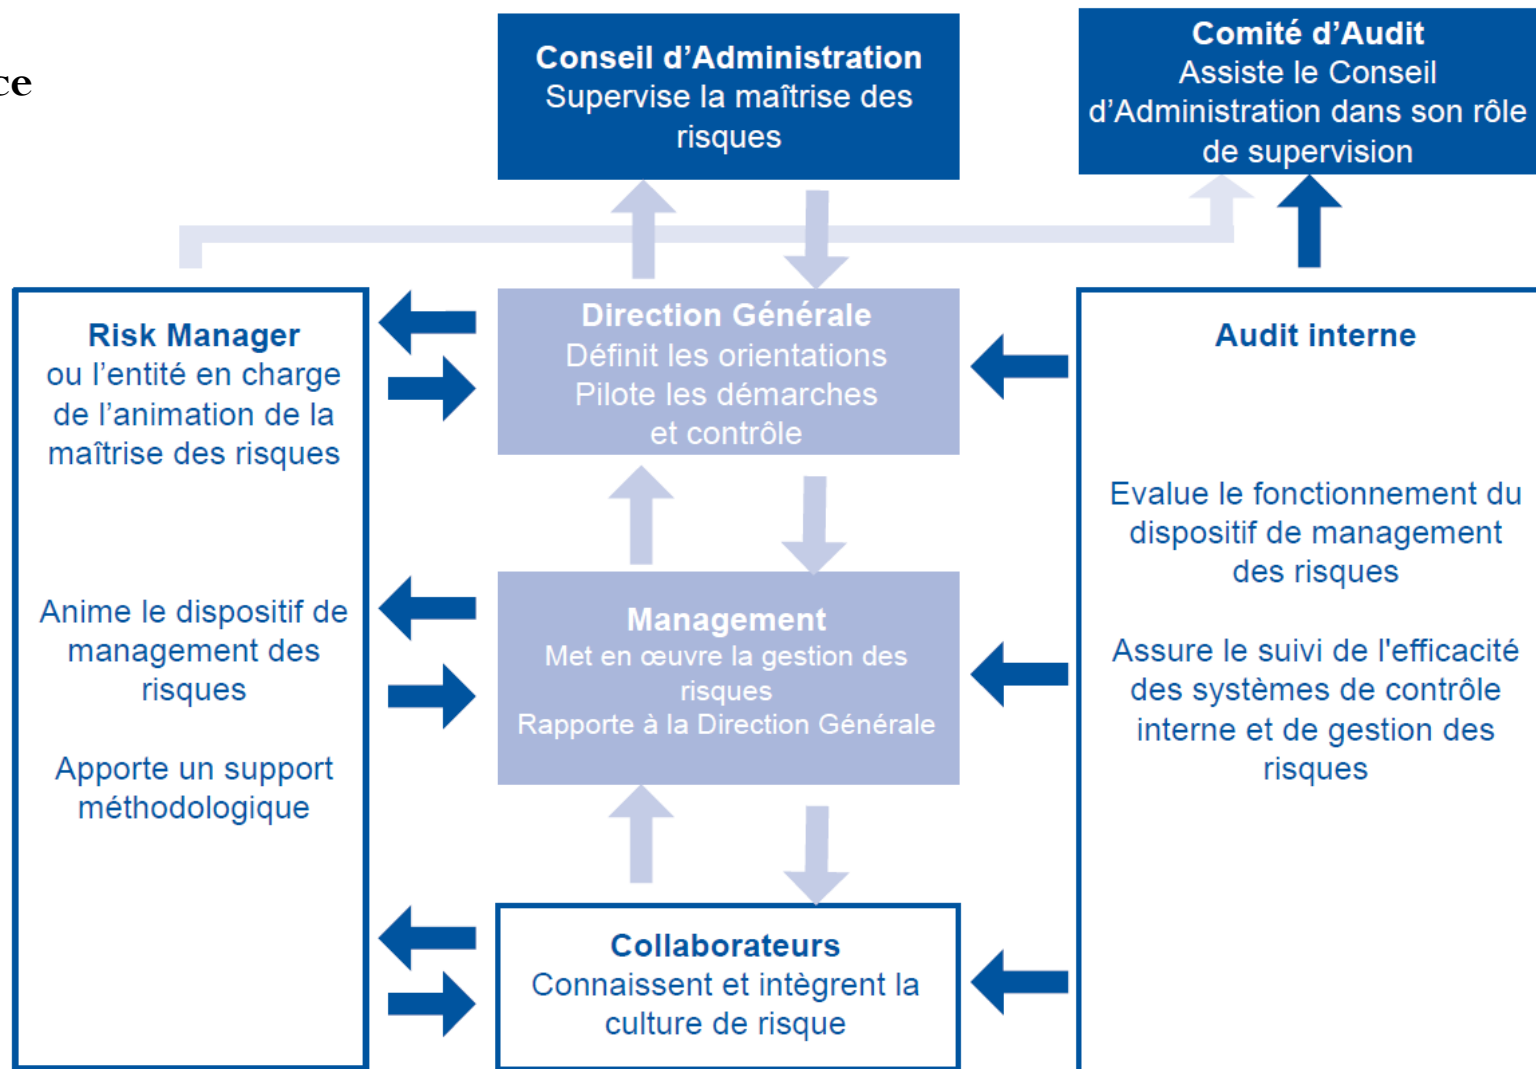 ce
Conseil d’Administration
Supervise la maîtrise des
risques
Comité d’Audit
Assiste le Conseil
d’Administration dans son rôle
de supervision
Risk Manager
ou l’entité en charge
de l’animation de la
maîtrise des risques
Anime le dispositif de
management des
risques
Apporte un support
méthodologique
Direction Générale
Définit les orientations
Pilote les démarches
et contrôle
Management
Met en œuvre la gestion des
risques
Rapporte à la Direction Générale
Collaborateurs
Connaissent et intègrent la
culture de risque
Audit interne
Evalue le fonctionnement du
dispositif de management
des risques
Assure le suivi de l'efficacité
des systèmes de contrôle
interne et de gestion des
risques